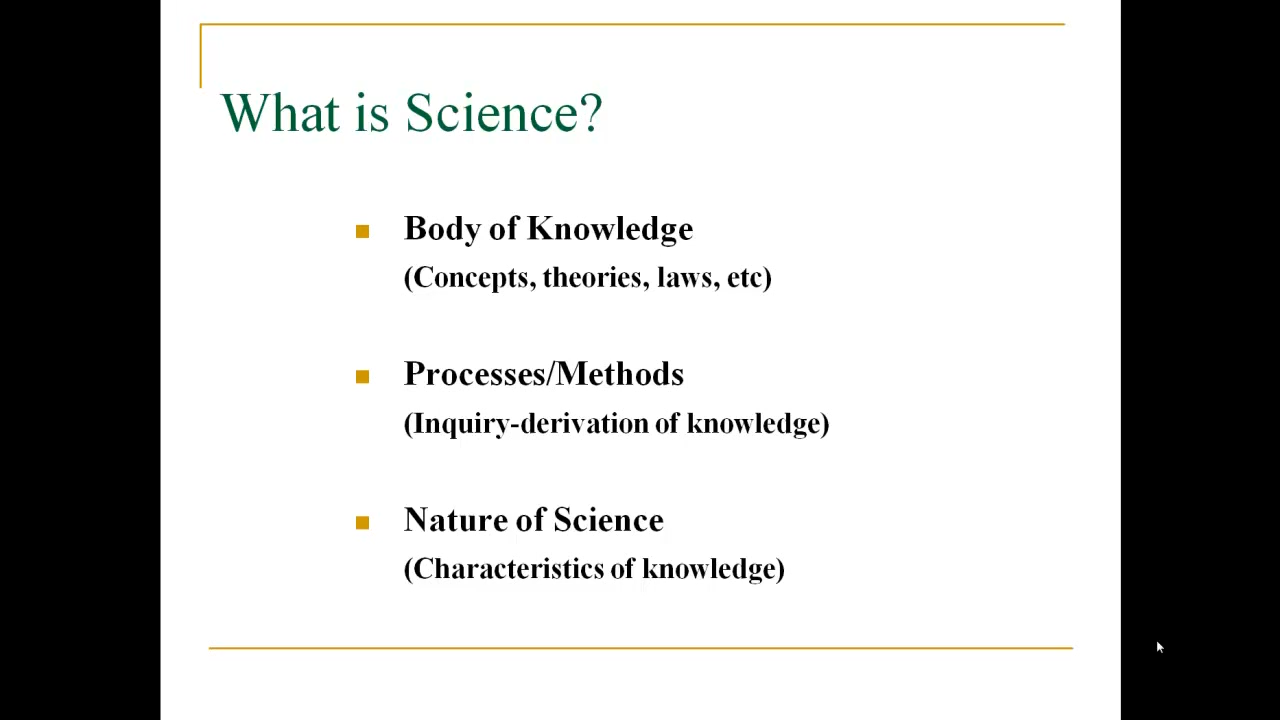 What is Science?
Body of Knowledge
(Concepts, theories, laws, etc)
Processes/Methods
(Inquiry-derivation of knowledge)
Nature of Science
(Characteristics of knowledge)